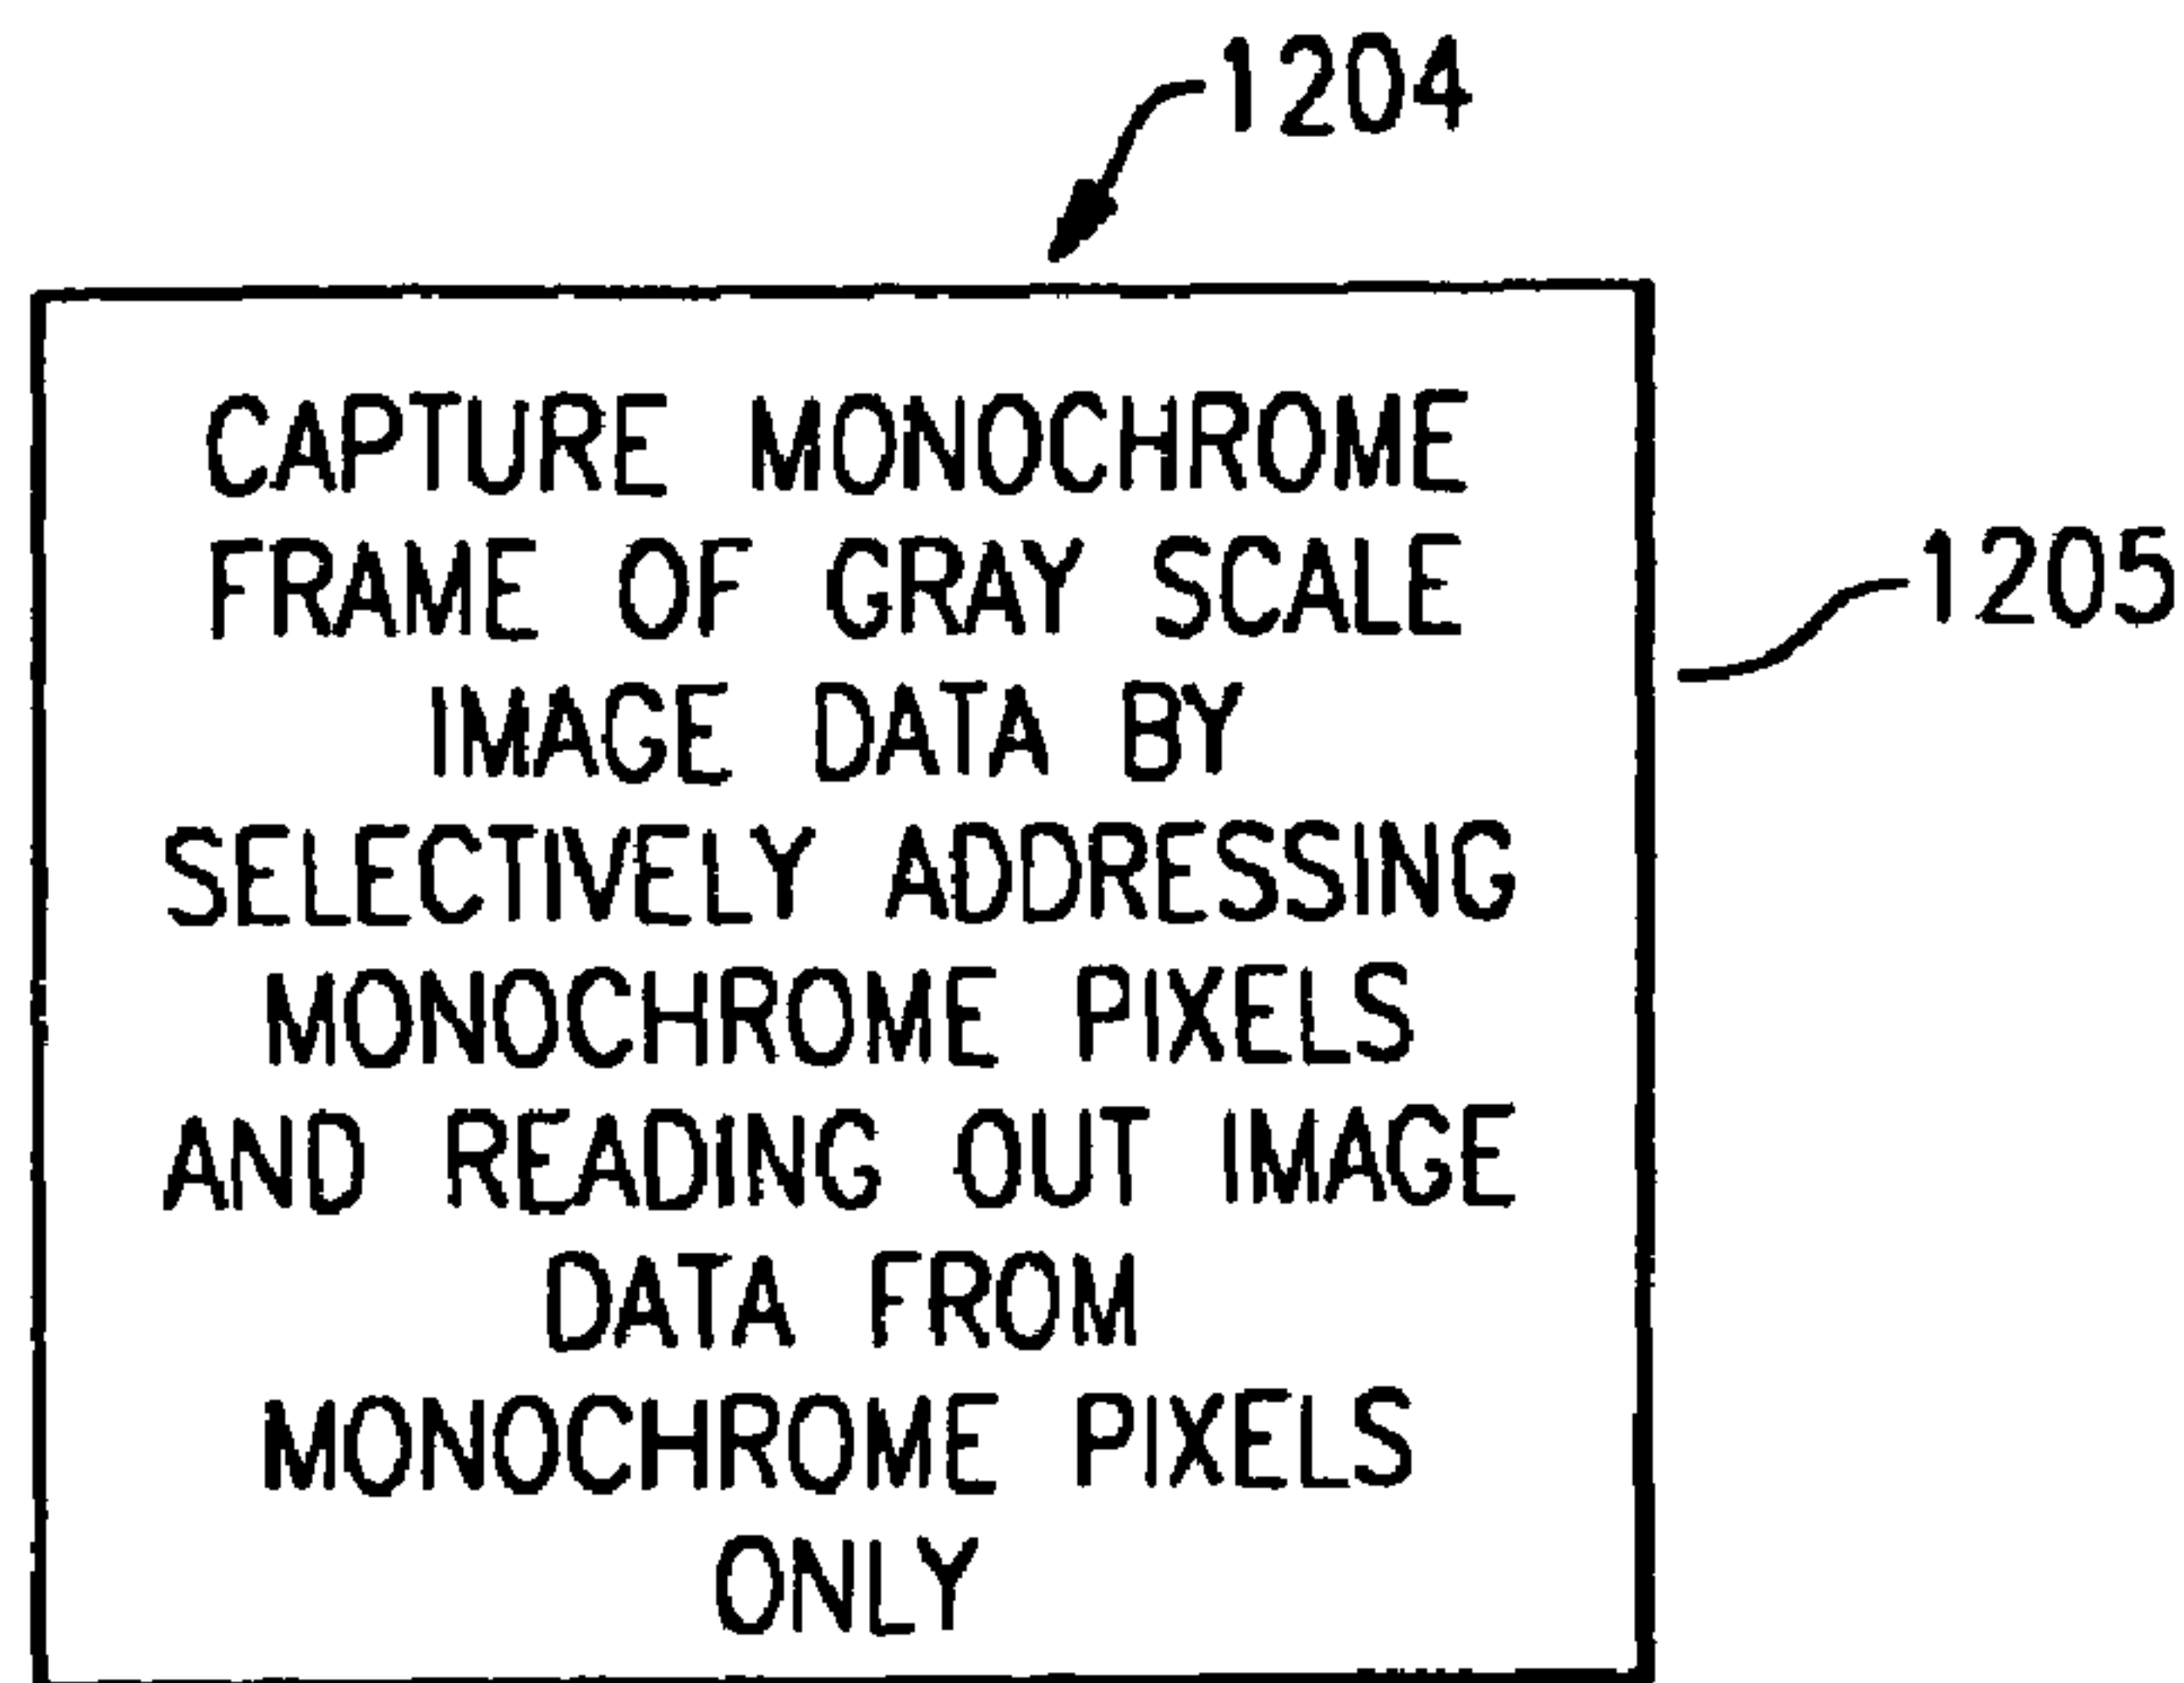 1204
CAPTURE MONOCHROME
FRAME OF GRAY SCALE
1205
IMAGE DATA BY
SELECTIVELY ADDRESSING
MONOCHROME PIXELS
AND READING OUT IMAGE
DATA FROM
MONOCHROME PIXELS
ONLY